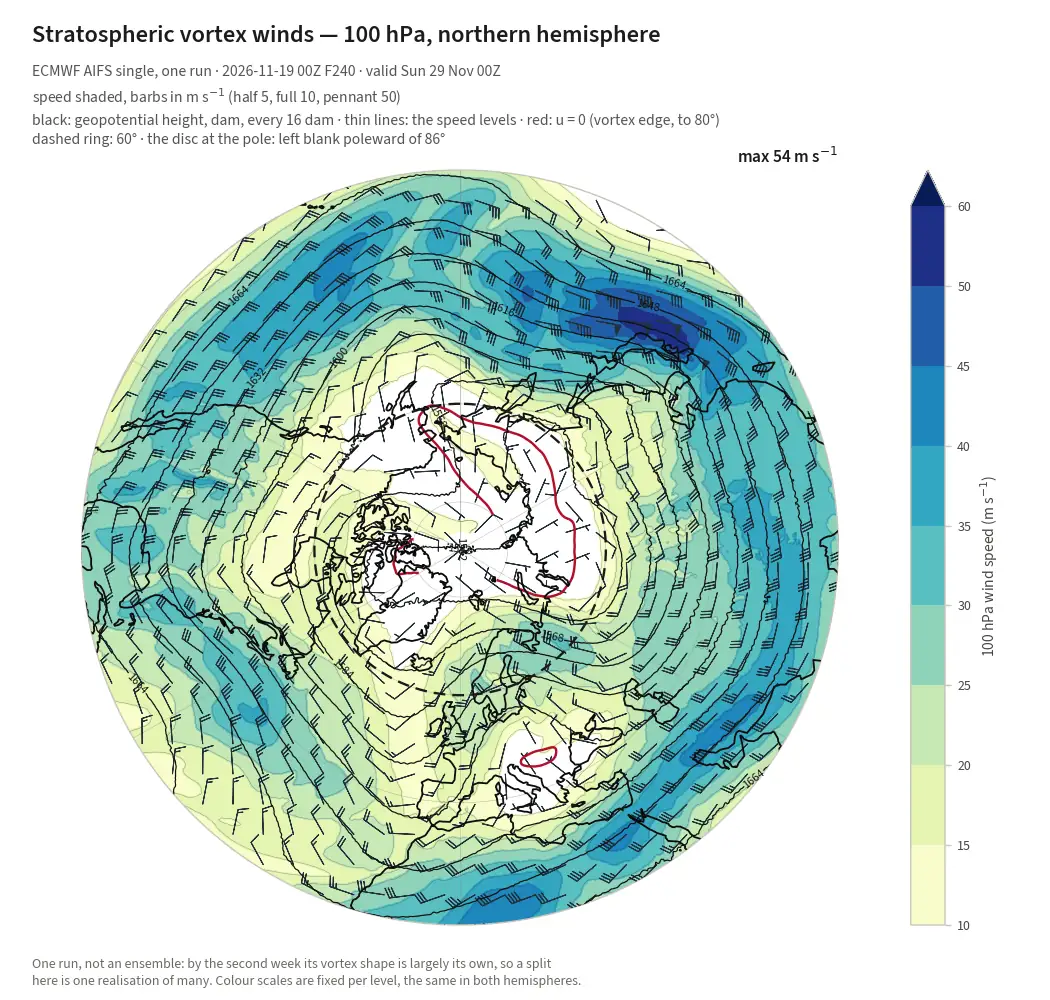 Stratospheric vortex winds — 100 hPa, northern hemisphere
ECMWF AIFS single, one run · 2026-11-19 00Z F240 · valid Sun 29 Nov 00Z
speed shaded, barbs in m s⁻¹ (half 5, full 10, pennant 50)
black: geopotential height, dam, every 16 dam · thin lines: the speed levels · red: u = 0 (vortex edge, to 80°)
dashed ring: 60° · the disc at the pole: left blank poleward of 86°
max 54 m s⁻¹
60
50
45
40
35
30
25
20
15
10
100 hPa wind speed (m s⁻¹)
1664
1648
1616
1664
1600
1632
1568
1584
1664
1664
One run, not an ensemble: by the second week its vortex shape is largely its own, so a split
here is one realisation of many. Colour scales are fixed per level, the same in both hemispheres.